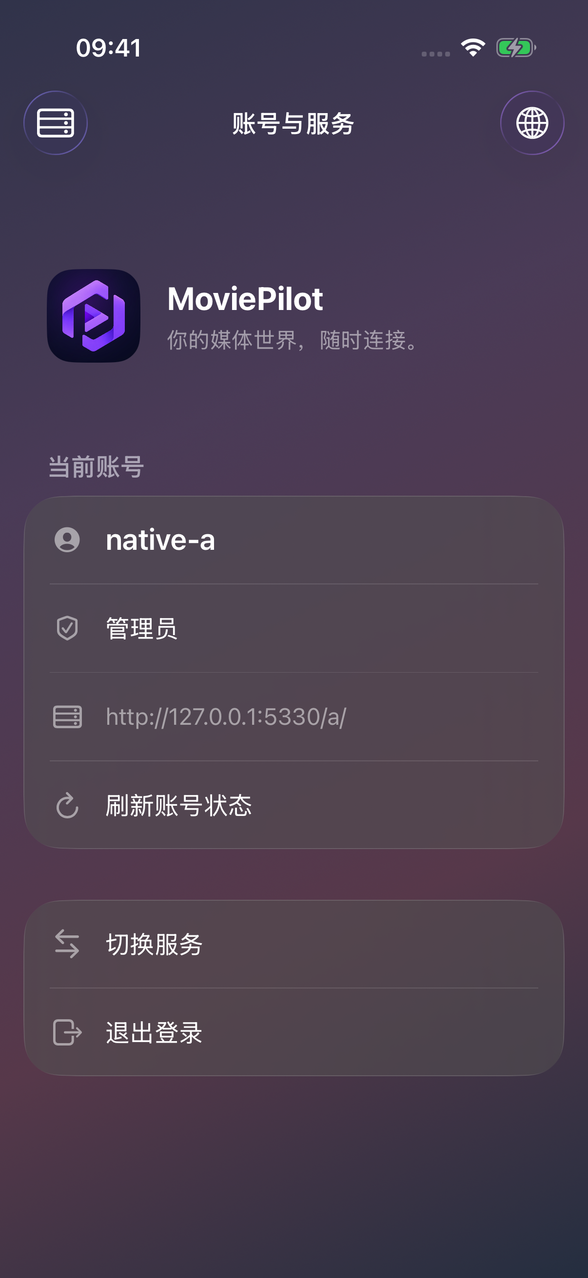 09:41
账号与服务
MoviePilot
你的媒体世界，随时连接。
当前账号
native-a
管理员
http://127.0.0.1:5330/a/
刷新账号状态
切换服务
退出登录